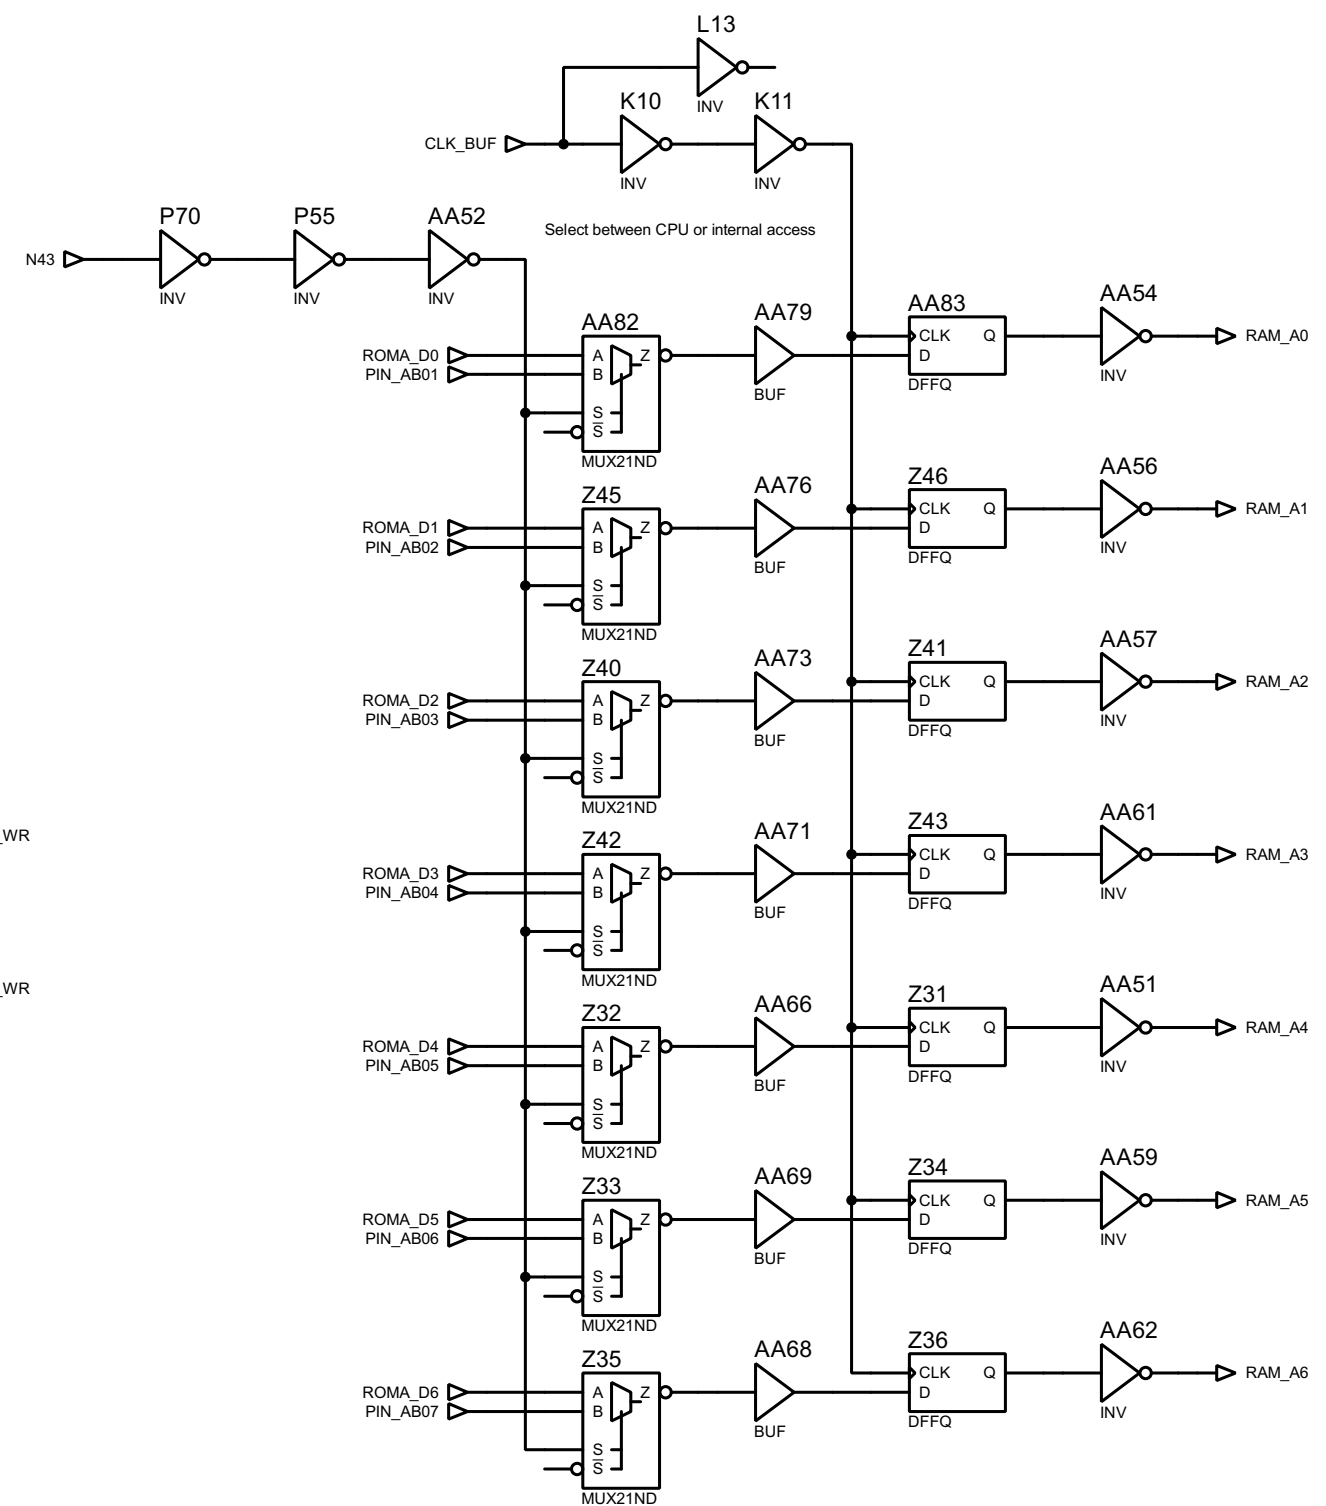 L13
INV
K10
K11
CLK_BUF
INV
INV
P70
P55
AA52
Select between CPU or internal access
N43
INV
INV
INV
AA82
AA79
AA83
AA54
ROMA_D0
PIN_AB01
A
B
Z
S
S
MUX21ND
BUF
CLK
Q
D
DFFQ
INV
RAM_A0
Z45
AA76
Z46
AA56
ROMA_D1
PIN_AB02
A
B
Z
S
S
MUX21ND
BUF
CLK
Q
D
DFFQ
INV
RAM_A1
Z40
AA73
Z41
AA57
ROMA_D2
PIN_AB03
A
B
Z
S
S
MUX21ND
BUF
CLK
Q
D
DFFQ
INV
RAM_A2
_WR
Z42
AA71
Z43
AA61
ROMA_D3
PIN_AB04
A
B
Z
S
S
MUX21ND
BUF
CLK
Q
D
DFFQ
INV
RAM_A3
_WR
Z32
AA66
Z31
AA51
ROMA_D4
PIN_AB05
A
B
Z
S
S
MUX21ND
BUF
CLK
Q
D
DFFQ
INV
RAM_A4
Z33
AA69
Z34
AA59
ROMA_D5
PIN_AB06
A
B
Z
S
S
MUX21ND
BUF
CLK
Q
D
DFFQ
INV
RAM_A5
Z35
AA68
Z36
AA62
ROMA_D6
PIN_AB07
A
B
Z
S
S
MUX21ND
BUF
CLK
Q
D
DFFQ
INV
RAM_A6